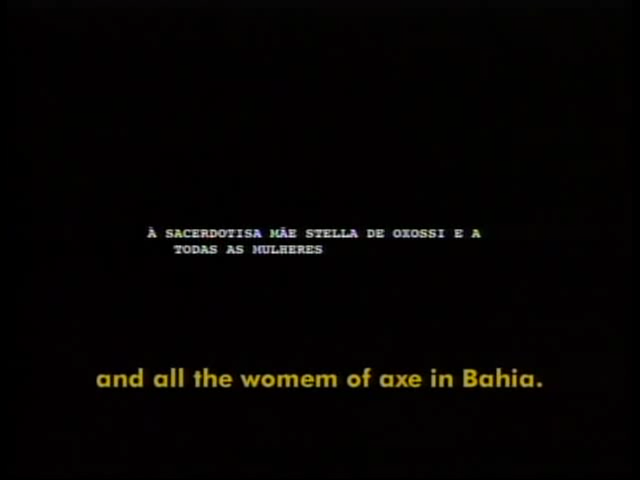 À SACERDOTISA MÃE STELLA DE OXOSSI E A
TODAS AS MULHERES
and all the womem of axe in Bahia.